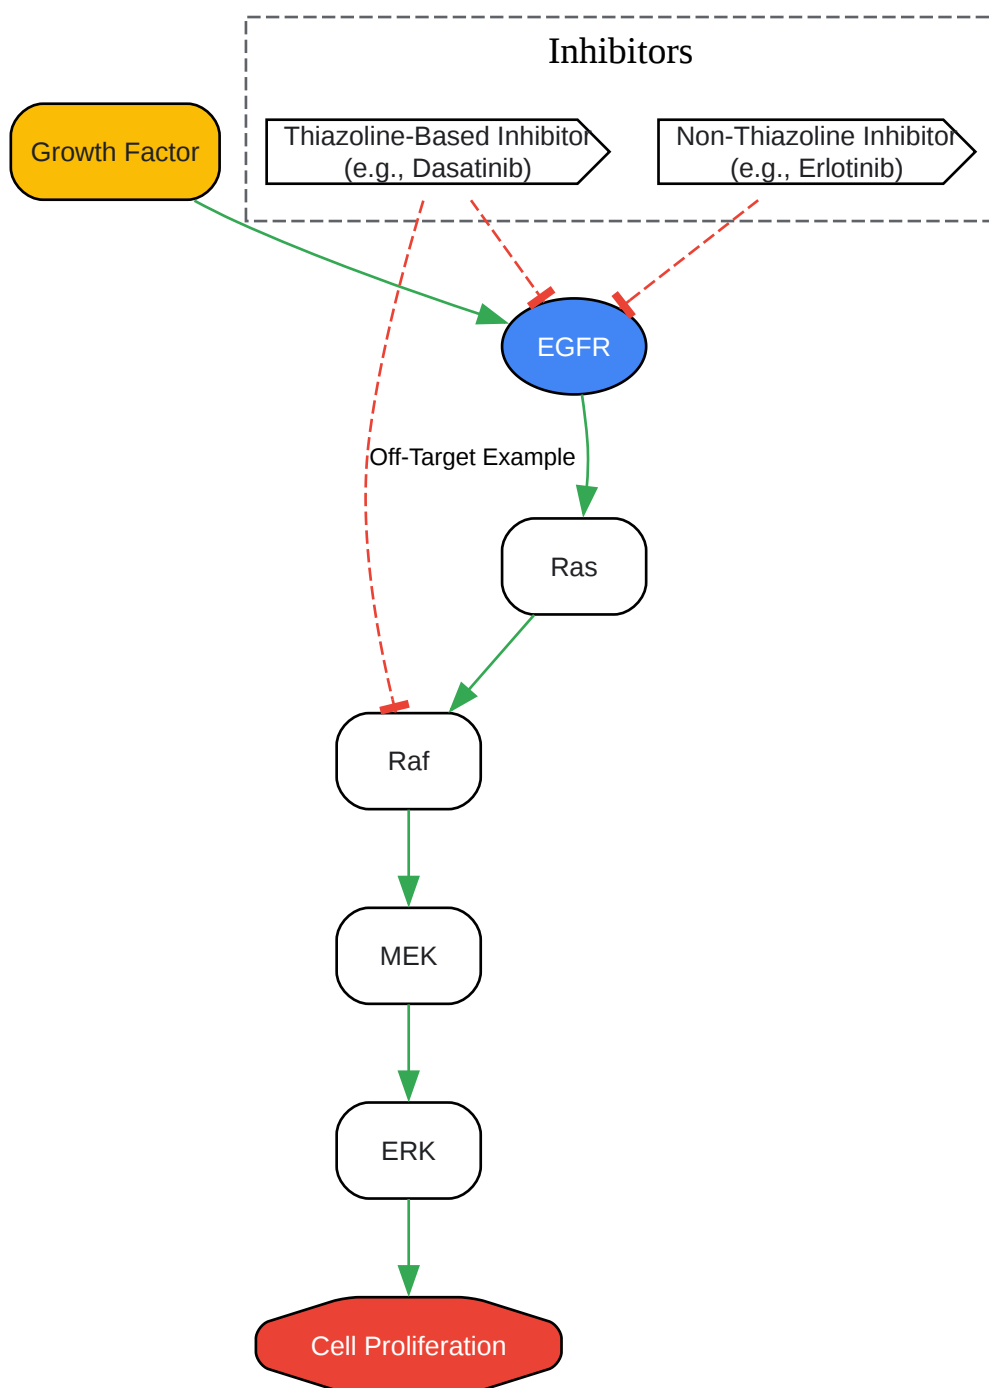 Inhibitors
Growth Factor
Thiazoline-Based Inhibitor
(e.g., Dasatinib)
Non-Thiazoline Inhibitor
(e.g., Erlotinib)
EGFR
Off-Target Example
Ras
Raf
MEK
ERK
Cell Proliferation